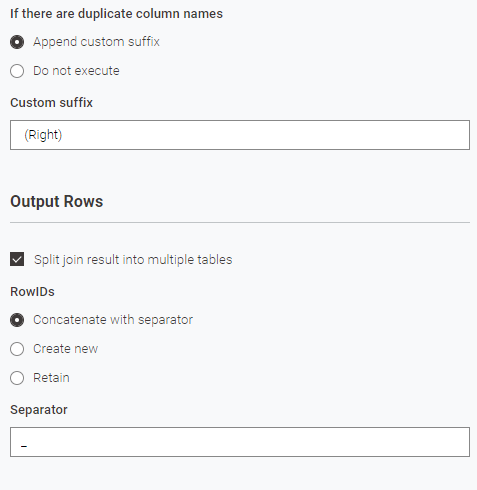 If there are duplicate column names
Append custom suffix
Do not execute
Custom suffix
(Right)
Output Rows
Split join result into multiple tables
RowIDs
Concatenate with separator
Create new
Retain
Separator
_